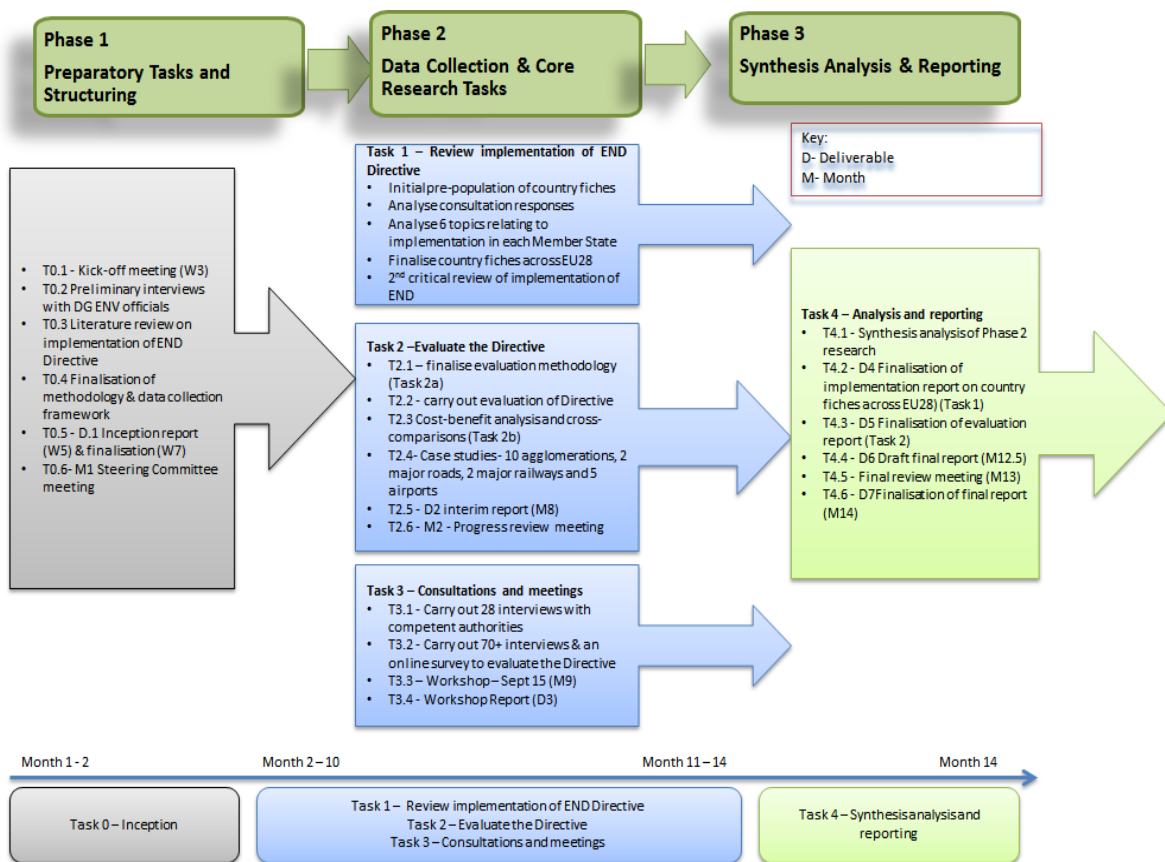 Phase 1
Preparatory Tasks and
Structuring
Phase 2
Data Collection & Core
Research Tasks
Phase 3
Synthesis Analysis & Reporting
Key:
D- Deliverable
M- Month
• T0.1 - Kick-off meeting (W3)
• T0.2 Preliminary interviews
with DG ENV officials
• T0.3 Literature review on
implementation of END
Directive
• T0.4 Finalisation of
methodology & data collection
framework
• T0.5 - D.1 Inception report
(W5) & finalisation (W7)
• T0.6- M1 Steering Committee
meeting
Task 1 – Review implementation of END
Directive
• Initial pre-population of country fiches
• Analyse consultation responses
• Analyse 6 topics relating to
implementation in each Member State
• Finalise country fiches across EU28
• 2nd critical review of implementation of
END
Task 2 –Evaluate the Directive
• T2.1 – finalise evaluation methodology
(Task 2a)
• T2.2 - carry out evaluation of Directive
• T2.3 Cost-benefit analysis and cross-
comparisons (Task 2b)
• T2.4- Case studies- 10 agglomerations, 2
major roads, 2 major railways and 5
airports
• T2.5 - D2 interim report (M8)
• T2.6 - M2 - Progress review meeting
Task 3 – Consultations and meetings
• T3.1 - Carry out 28 interviews with
competent authorities
• T3.2 - Carry out 70+ interviews & an
online survey to evaluate the Directive
• T3.3 – Workshop – Sept 15 (M9)
• T3.4 - Workshop Report (D3)
Task 4 – Analysis and reporting
• T4.1 - Synthesis analysis of Phase 2
research
• T4.2 - D4 Finalisation of
implementation report on country
fiches across EU28) (Task 1)
• T4.3 - D5 Finalisation of evaluation
report (Task 2)
• T4.4 - D6 Draft final report (M12.5)
• T4.5 - Final review meeting (M13)
• T4.6 - D7 Finalisation of final report
(M14)
Month 1 - 2
Month 2 – 10
Month 11 – 14
Month 14
Task 0 – Inception
Task 1 – Review implementation of END Directive
Task 2 – Evaluate the Directive
Task 3 – Consultations and meetings
Task 4 – Synthesis analysis and
reporting